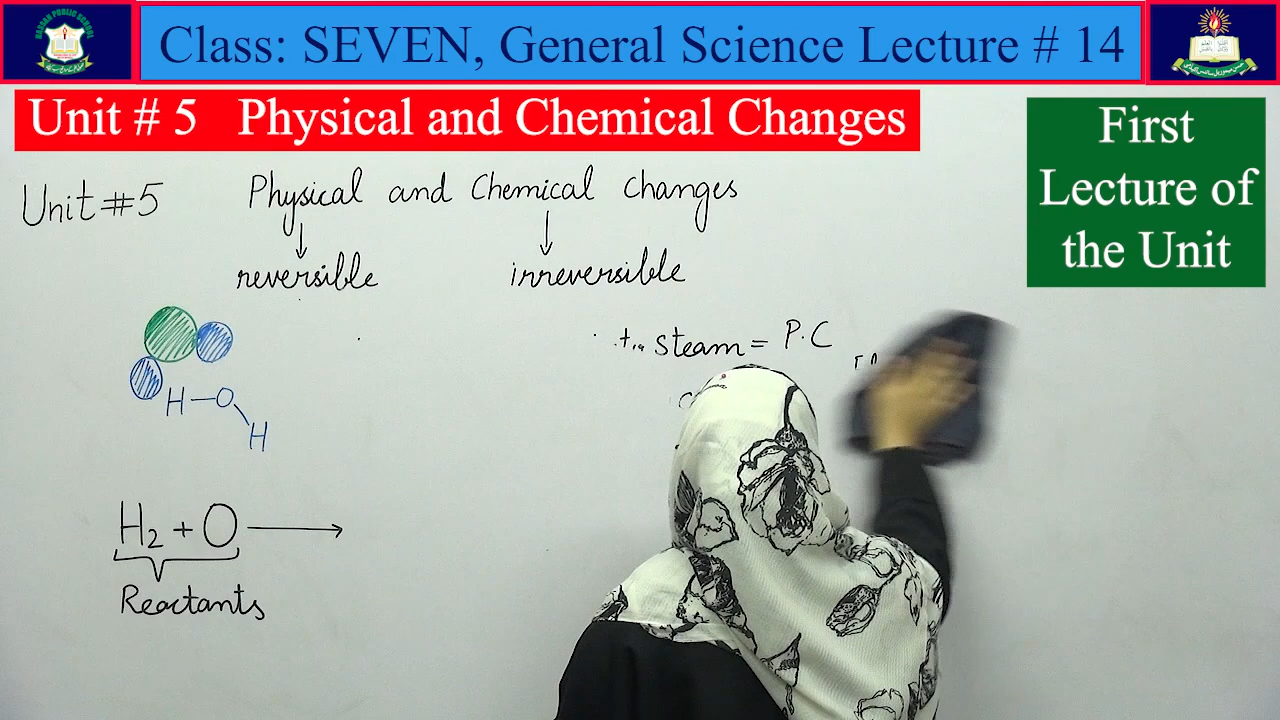 Class: SEVEN, General Science Lecture # 14
Unit # 5 Physical and Chemical Changes
First
Lecture of
the Unit
Unit #5 Physical and Chemical changes
reversible irreversible
steam = P.C
H—O
H
H₂ + O ⟶
Reactants